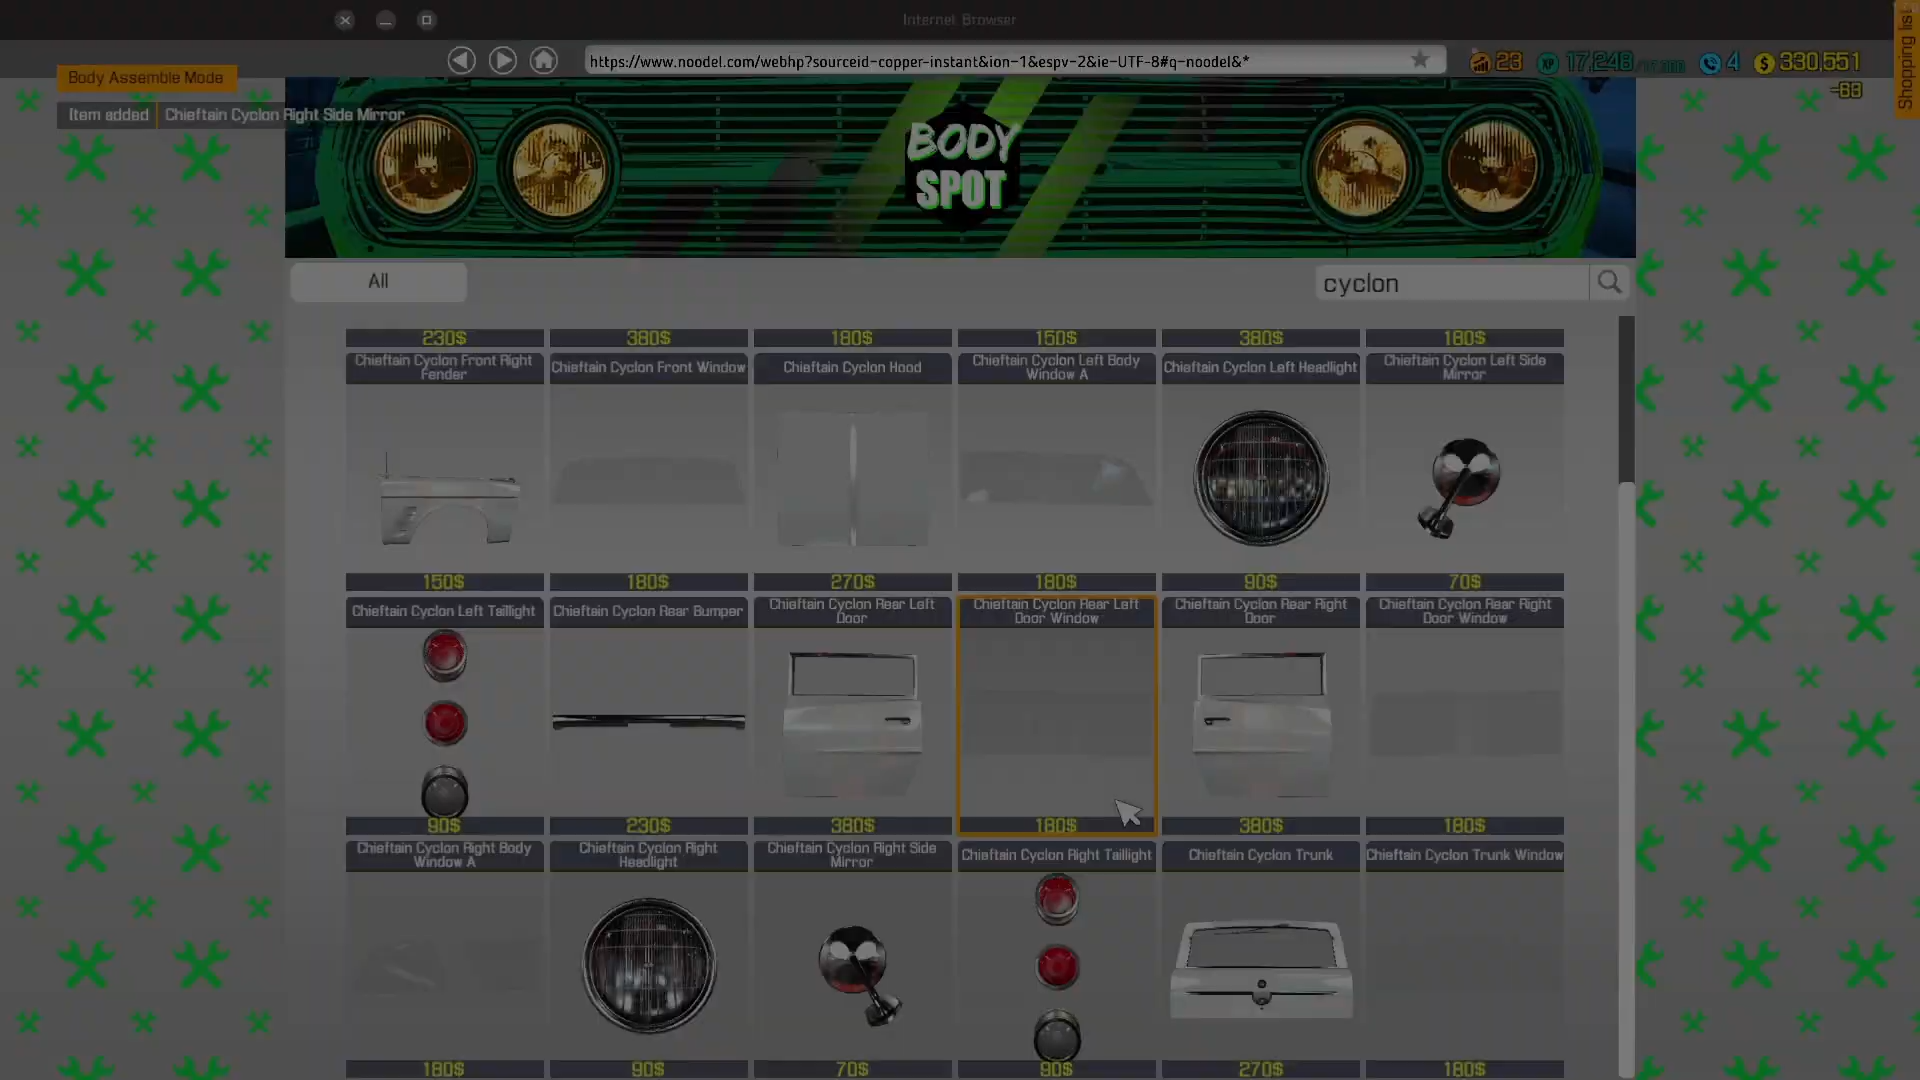 Internet Browser
https://www.noodel.com/webhp?sourceid-copper-instant&ion-1&espv-2&ie-UTF-8#q-noodel&*
23
XP 17,248
4
$ 330,551
-63
Shopping list
Body Assemble Mode
Item added
Chieftain Cyclon Right Side Mirror
BODY
SPOT
All
cyclon
230$
380$
180$
150$
380$
180$
Chieftain Cyclon Front Right
Fender
Chieftain Cyclon Front Window
Chieftain Cyclon Hood
Chieftain Cyclon Left Body
Window A
Chieftain Cyclon Left Headlight
Chieftain Cyclon Left Side
Mirror
150$
180$
270$
180$
90$
70$
Chieftain Cyclon Left Taillight
Chieftain Cyclon Rear Bumper
Chieftain Cyclon Rear Left
Door
Chieftain Cyclon Rear Left
Door Window
Chieftain Cyclon Rear Right
Door
Chieftain Cyclon Rear Right
Door Window
90$
230$
380$
180$
380$
180$
Chieftain Cyclon Right Body
Window A
Chieftain Cyclon Right
Headlight
Chieftain Cyclon Right Side
Mirror
Chieftain Cyclon Right Taillight
Chieftain Cyclon Trunk
Chieftain Cyclon Trunk Window
180$
90$
70$
90$
270$
180$